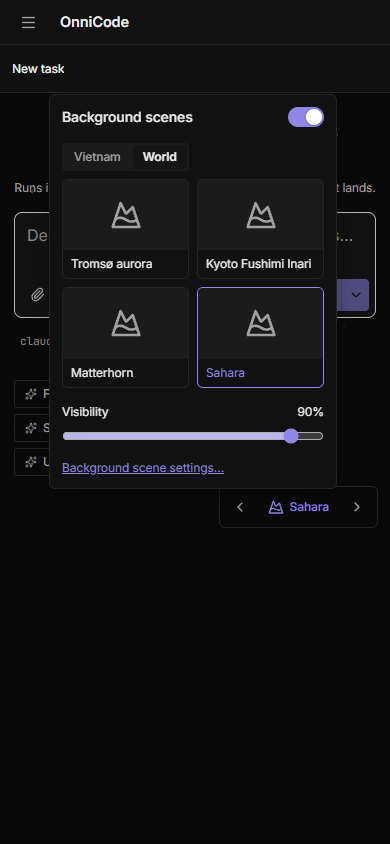 OnniCode
New task
Background scenes
Vietnam World
Runs i
t lands.
Tromsø aurora
Kyoto Fushimi Inari
De
s...
Matterhorn
Sahara
claud
Visibility 90%
F
S
U
Background scene settings...
Sahara